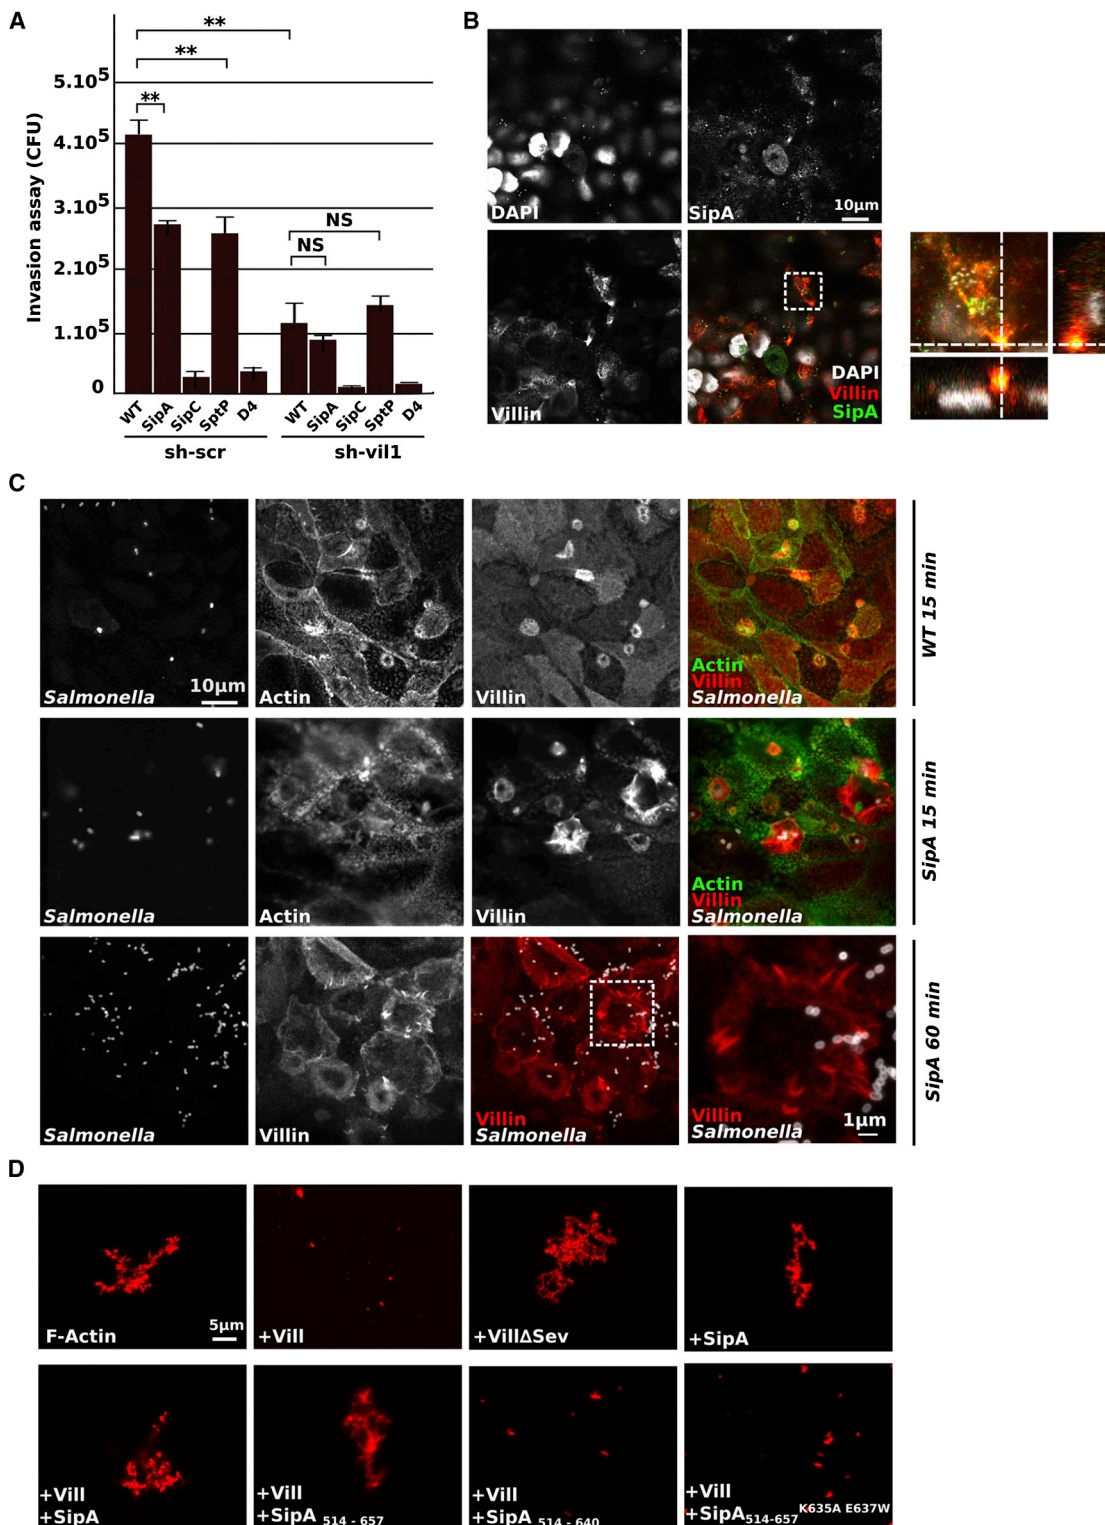 A
Invasion assay (CFU)
5.10⁵
4.10⁵
3.10⁵
2.10⁵
1.10⁵
0
**
**
**
NS
NS
WT SipA SipC SptP D4 WT SipA SipC SptP D4
sh-scr sh-vil1
B
DAPI
SipA
10μm
Villin
DAPI
Villin
SipA
C
Salmonella
10μm
Actin
Villin
Actin
Villin
Salmonella
WT 15 min
Salmonella
Actin
Villin
Actin
Villin
Salmonella
SipA 15 min
Salmonella
Villin
Villin
Salmonella
Villin
Salmonella
1μm
SipA 60 min
D
F-Actin
5μm
+Vill
+VillΔSev
+SipA
+Vill
+SipA
+Vill
+SipA 514 - 657
+Vill
+SipA 514 - 640
+Vill
+SipA514-657 K635A E637W